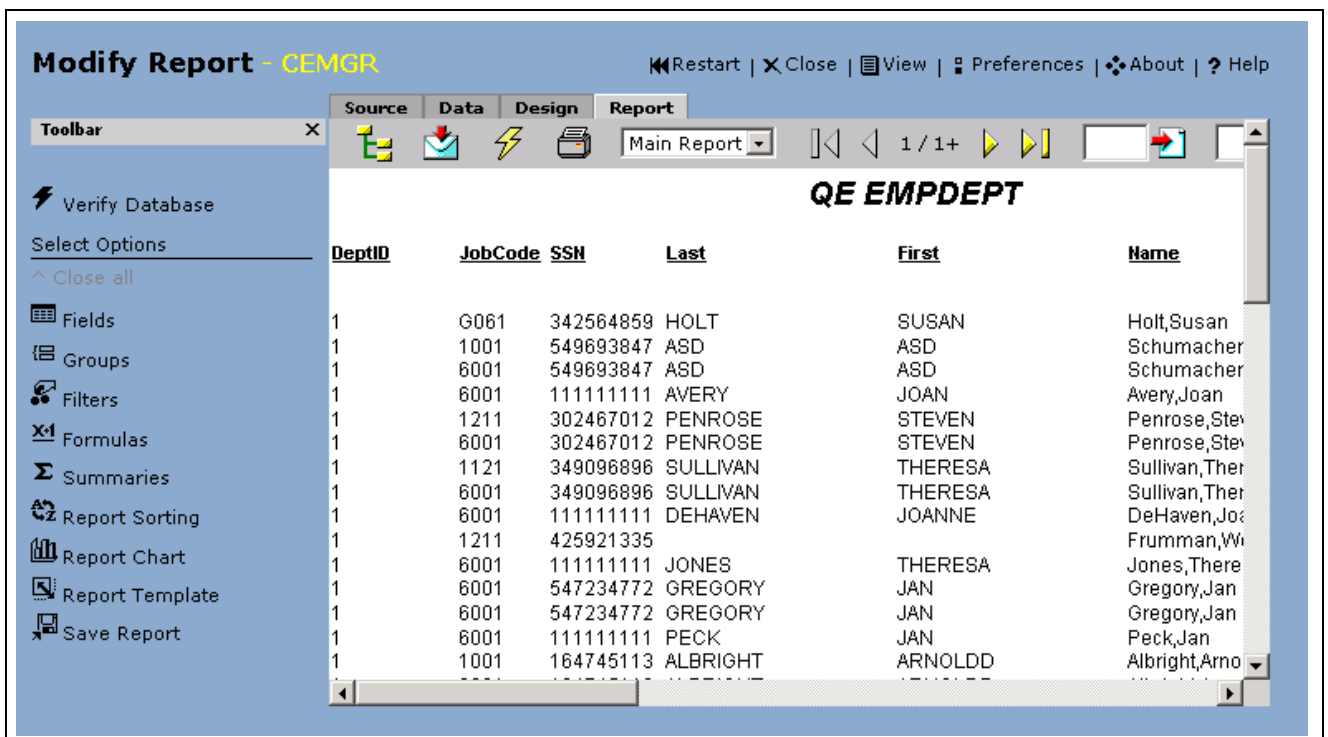 Modify Report - CEMGR
Restart | Close | View | Preferences | About | ? Help
Source Data Design Report
Toolbar X
Main Report 1 / 1+
Verify Database
Select Options
^ Close all
Fields
Groups
Filters
X+1 Formulas
Σ Summaries
Report Sorting
Report Chart
Report Template
Save Report
QE EMPDEPT
DeptID JobCode SSN Last First Name
1 G061 342564859 HOLT SUSAN Holt,Susan
1 1001 549693847 ASD ASD Schumacher
1 6001 549693847 ASD ASD Schumacher
1 6001 111111111 AVERY JOAN Avery,Joan
1 1211 302467012 PENROSE STEVEN Penrose,Ste
1 6001 302467012 PENROSE STEVEN Penrose,Ste
1 1121 349096896 SULLIVAN THERESA Sullivan,Ther
1 6001 349096896 SULLIVAN THERESA Sullivan,Ther
1 6001 111111111 DEHAVEN JOANNE DeHaven,Joa
1 1211 425921335 Frumman,W
1 6001 111111111 JONES THERESA Jones,There
1 6001 547234772 GREGORY JAN Gregory,Jan
1 6001 547234772 GREGORY JAN Gregory,Jan
1 6001 111111111 PECK JAN Peck,Jan
1 1001 164745113 ALBRIGHT ARNOLDD Albright,Arno